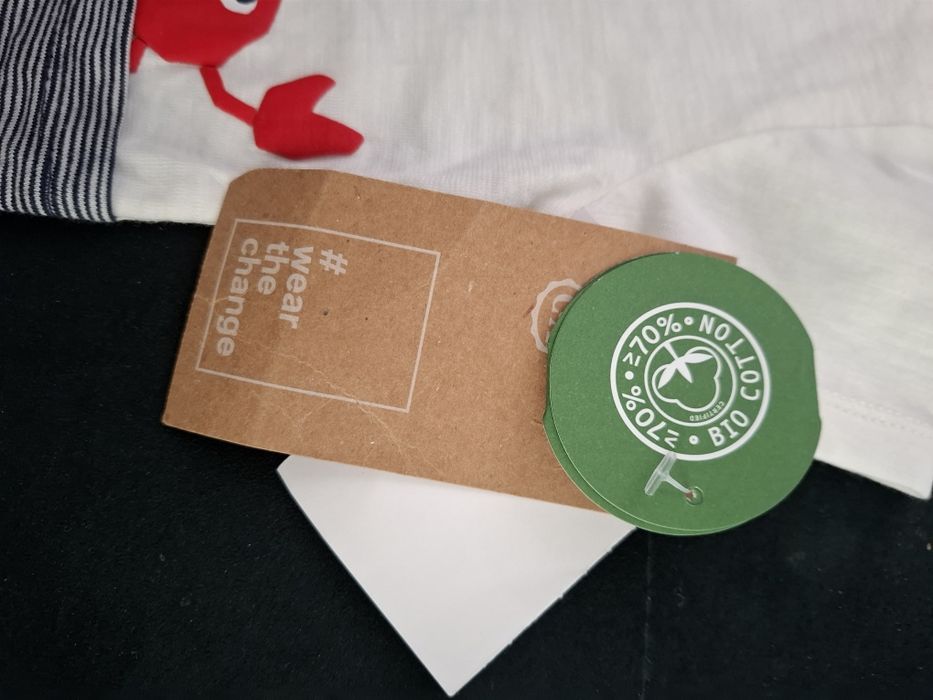 #
wear
the
change
≥70%
BIO COTTON
≥70%
CERTIFIED